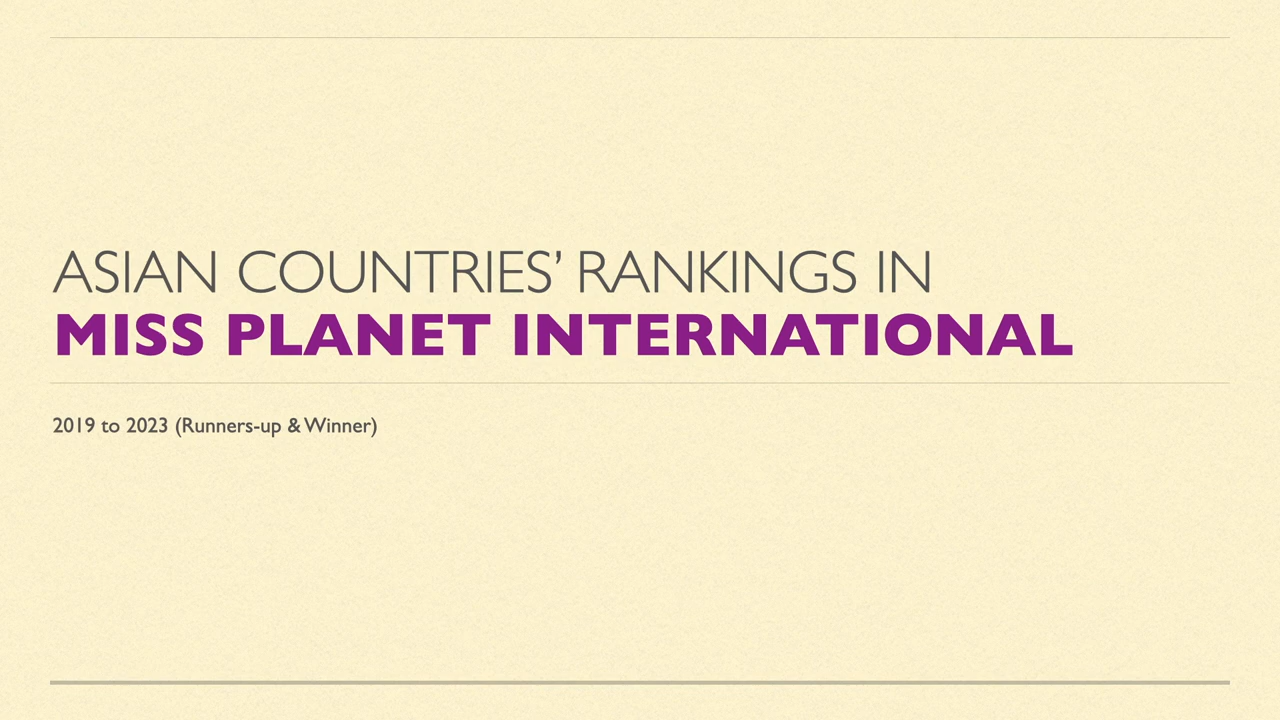 ASIAN COUNTRIES’ RANKINGS IN
MISS PLANET INTERNATIONAL
2019 to 2023 (Runners-up & Winner)